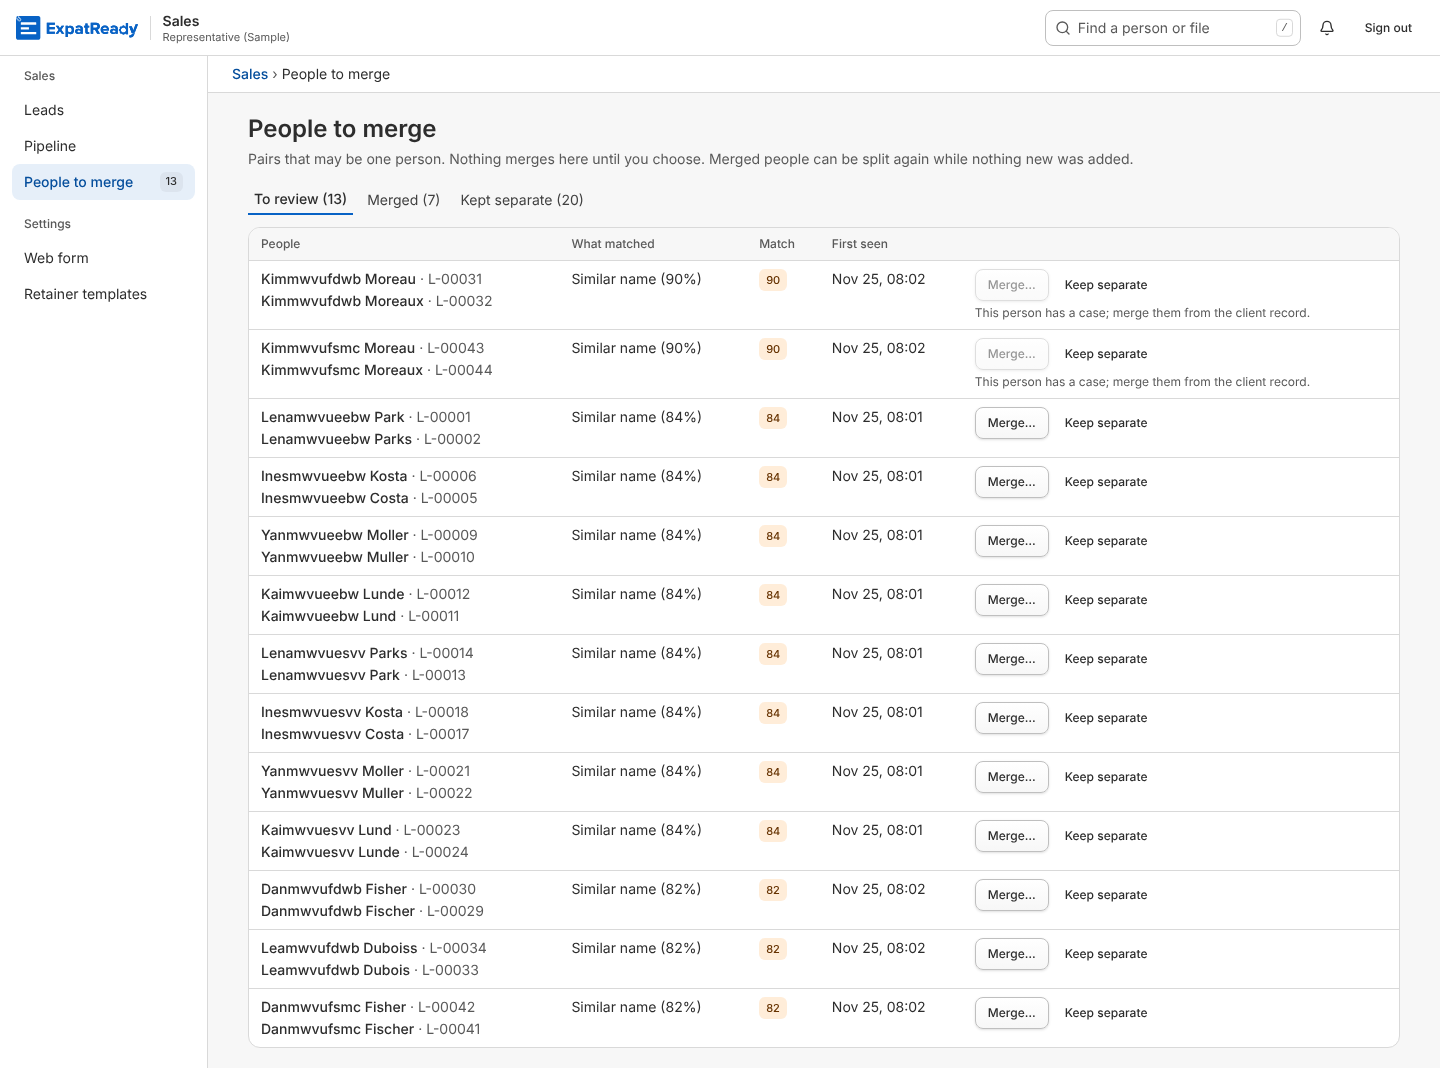 ExpatReady
Sales
Representative (Sample)
Find a person or file /
Sign out
Sales
Leads
Pipeline
People to merge 13
Settings
Web form
Retainer templates
Sales › People to merge
People to merge
Pairs that may be one person. Nothing merges here until you choose. Merged people can be split again while nothing new was added.
To review (13) Merged (7) Kept separate (20)
People What matched Match First seen
Kimmwvufdwb Moreau · L-00031 Similar name (90%) 90 Nov 25, 08:02 Merge... Keep separate
Kimmwvufdwb Moreaux · L-00032
This person has a case; merge them from the client record.
Kimmwvufsmc Moreau · L-00043 Similar name (90%) 90 Nov 25, 08:02 Merge... Keep separate
Kimmwvufsmc Moreaux · L-00044
This person has a case; merge them from the client record.
Lenamwvueebw Park · L-00001 Similar name (84%) 84 Nov 25, 08:01 Merge... Keep separate
Lenamwvueebw Parks · L-00002
Inesmwvueebw Kosta · L-00006 Similar name (84%) 84 Nov 25, 08:01 Merge... Keep separate
Inesmwvueebw Costa · L-00005
Yanmwvueebw Moller · L-00009 Similar name (84%) 84 Nov 25, 08:01 Merge... Keep separate
Yanmwvueebw Muller · L-00010
Kaimwvueebw Lunde · L-00012 Similar name (84%) 84 Nov 25, 08:01 Merge... Keep separate
Kaimwvueebw Lund · L-00011
Lenamwvuesvv Parks · L-00014 Similar name (84%) 84 Nov 25, 08:01 Merge... Keep separate
Lenamwvuesvv Park · L-00013
Inesmwvuesvv Kosta · L-00018 Similar name (84%) 84 Nov 25, 08:01 Merge... Keep separate
Inesmwvuesvv Costa · L-00017
Yanmwvuesvv Moller · L-00021 Similar name (84%) 84 Nov 25, 08:01 Merge... Keep separate
Yanmwvuesvv Muller · L-00022
Kaimwvuesvv Lund · L-00023 Similar name (84%) 84 Nov 25, 08:01 Merge... Keep separate
Kaimwvuesvv Lunde · L-00024
Danmwvufdwb Fisher · L-00030 Similar name (82%) 82 Nov 25, 08:02 Merge... Keep separate
Danmwvufdwb Fischer · L-00029
Leamwvufdwb Duboiss · L-00034 Similar name (82%) 82 Nov 25, 08:02 Merge... Keep separate
Leamwvufdwb Dubois · L-00033
Danmwvufsmc Fisher · L-00042 Similar name (82%) 82 Nov 25, 08:02 Merge... Keep separate
Danmwvufsmc Fischer · L-00041